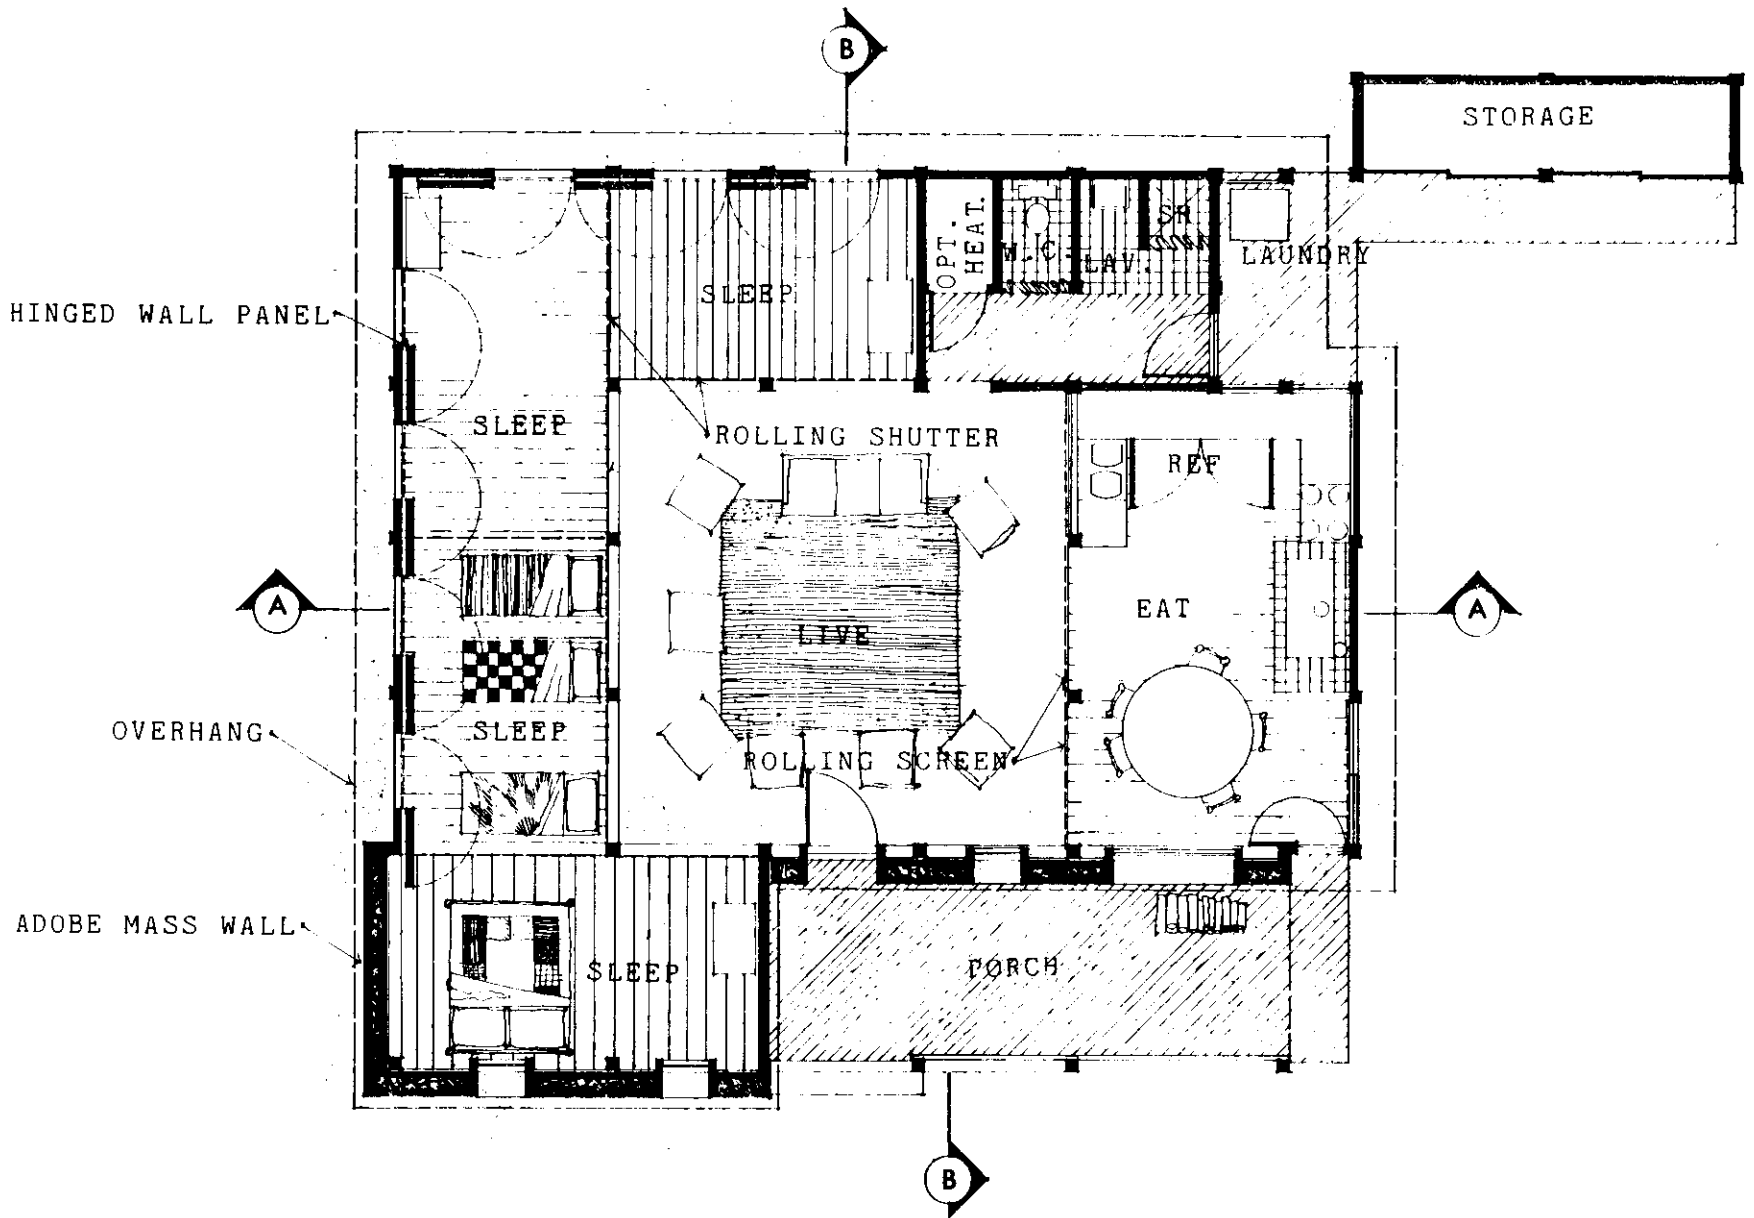 B
STORAGE
OPT.
HEAT.
W.C.
LAV.
SH
LAUNDRY
SLEEP
HINGED WALL PANEL
SLEEP
ROLLING SHUTTER
REF
A
EAT
A
LIVE
OVERHANG
SLEEP
ROLLING SCREEN
ADOBE MASS WALL
SLEEP
PORCH
B